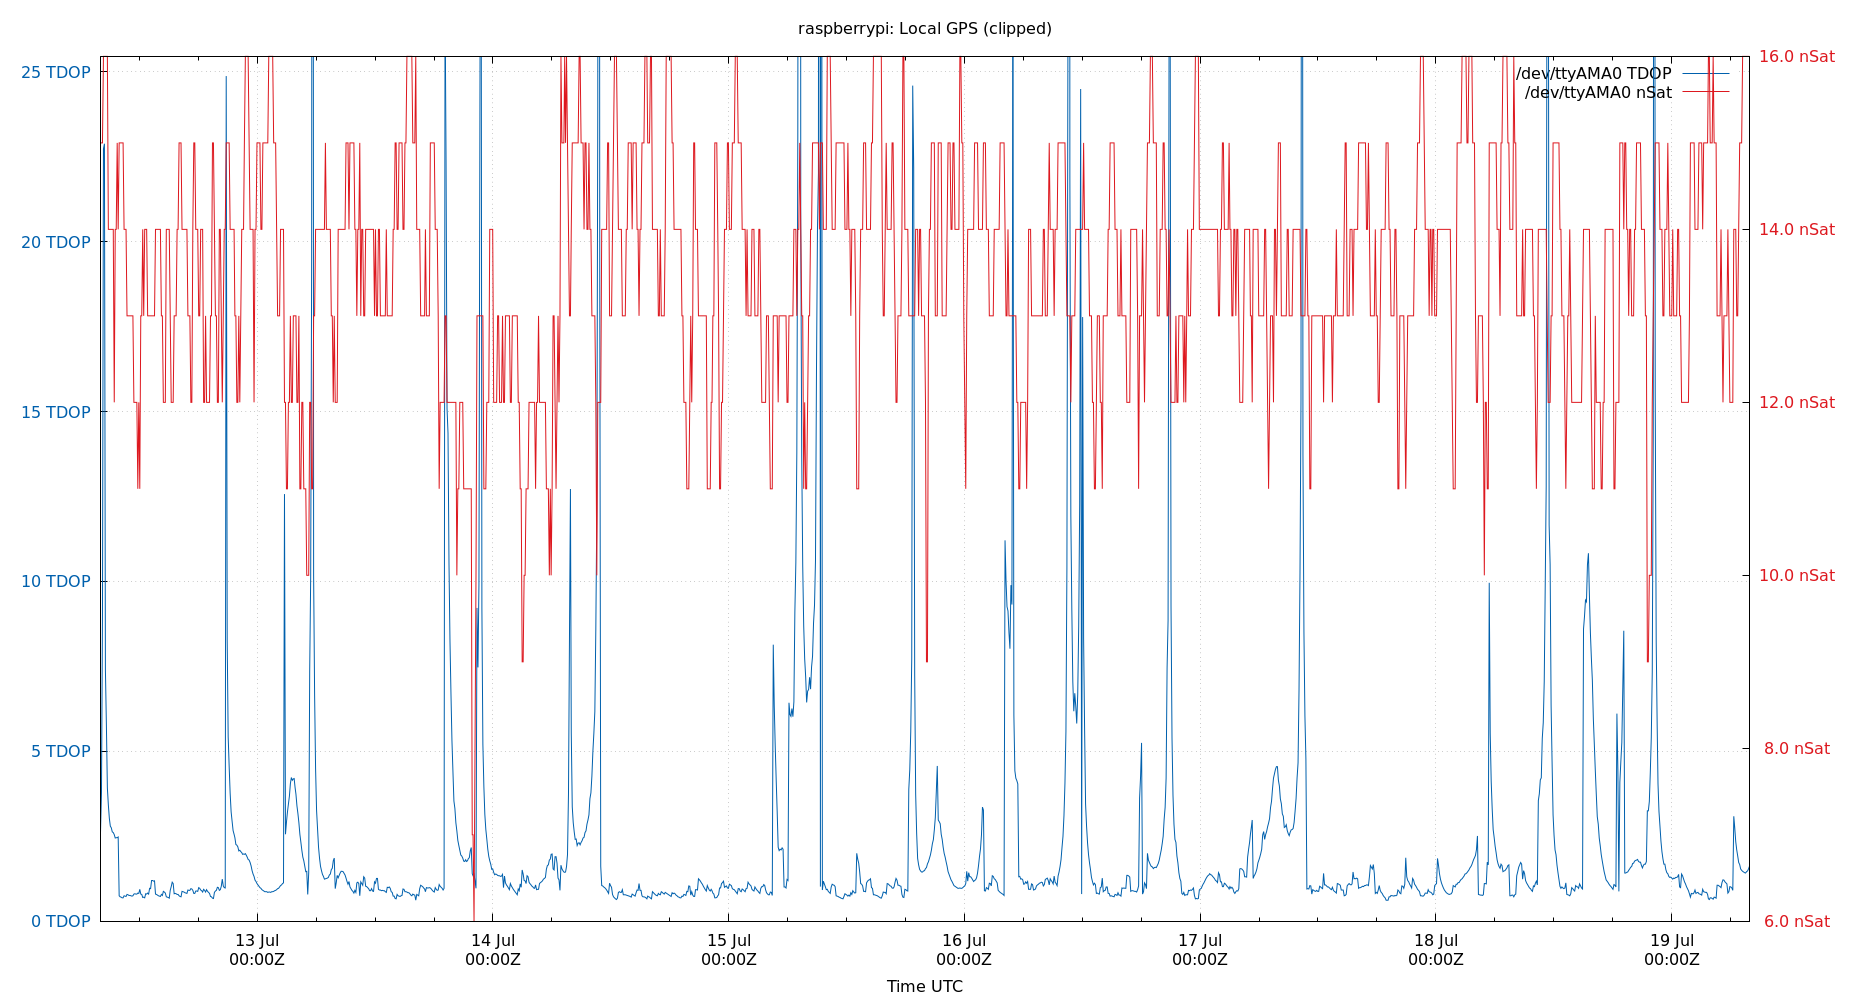 raspberrypi: Local GPS (clipped)
25 TDOP
20 TDOP
15 TDOP
10 TDOP
5 TDOP
0 TDOP
16.0 nSat
14.0 nSat
12.0 nSat
10.0 nSat
8.0 nSat
6.0 nSat
/dev/ttyAMA0 TDOP
/dev/ttyAMA0 nSat
13 Jul
00:00Z
14 Jul
00:00Z
15 Jul
00:00Z
16 Jul
00:00Z
17 Jul
00:00Z
18 Jul
00:00Z
19 Jul
00:00Z
Time UTC